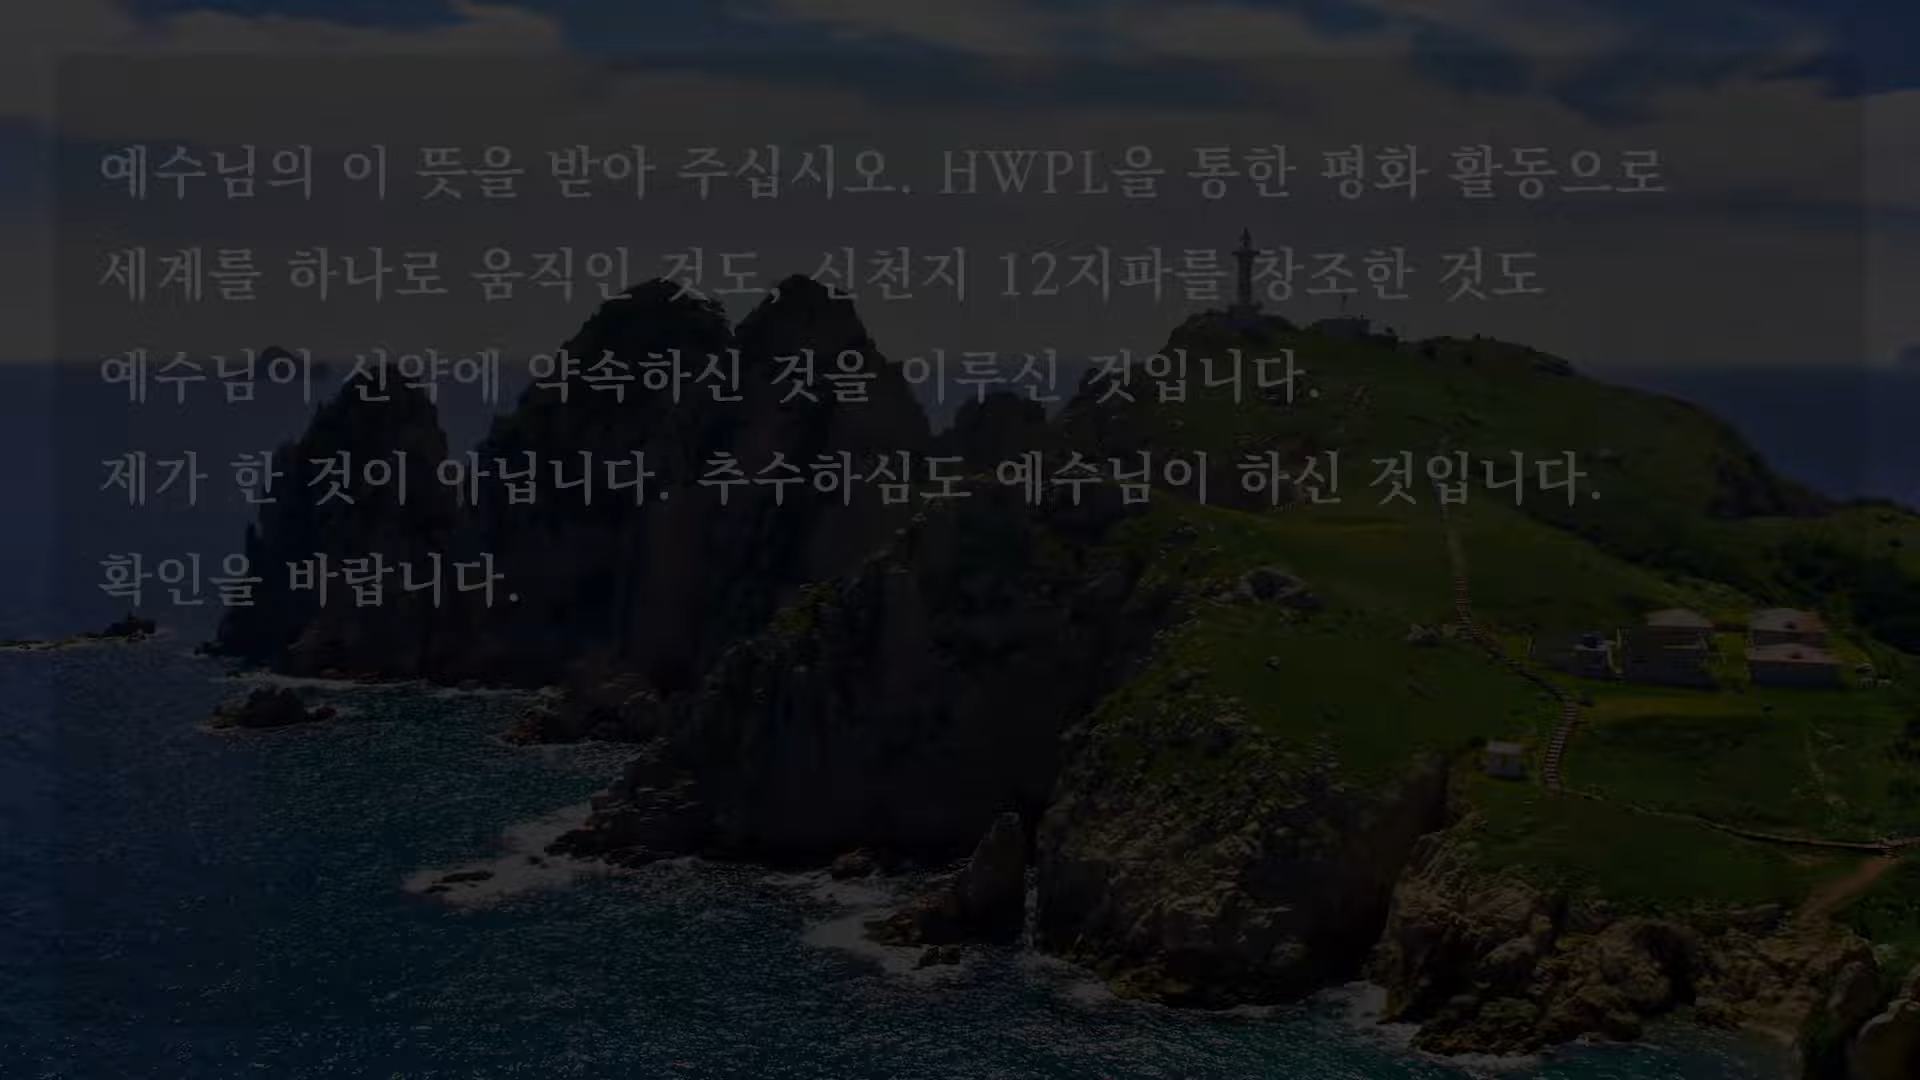 예수님의 이 뜻을 받아 주십시오. HWPL을 통한 평화 활동으로
세계를 하나로 움직인 것도, 신천지 12지파를 창조한 것도
예수님이 신약에 약속하신 것을 이루신 것입니다.
제가 한 것이 아닙니다. 추수하심도 예수님이 하신 것입니다.
확인을 바랍니다.